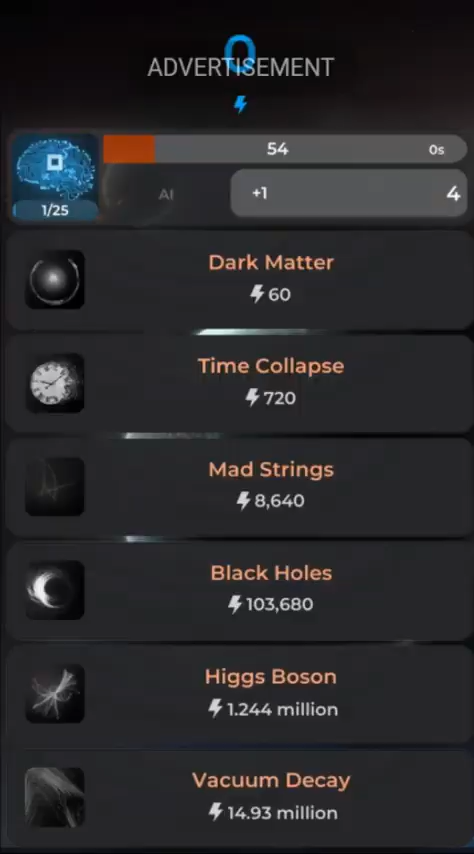 0
ADVERTISEMENT
54 0s
1/25 AI +1 4
Dark Matter
60
Time Collapse
720
Mad Strings
8,640
Black Holes
103,680
Higgs Boson
1.244 million
Vacuum Decay
14.93 million